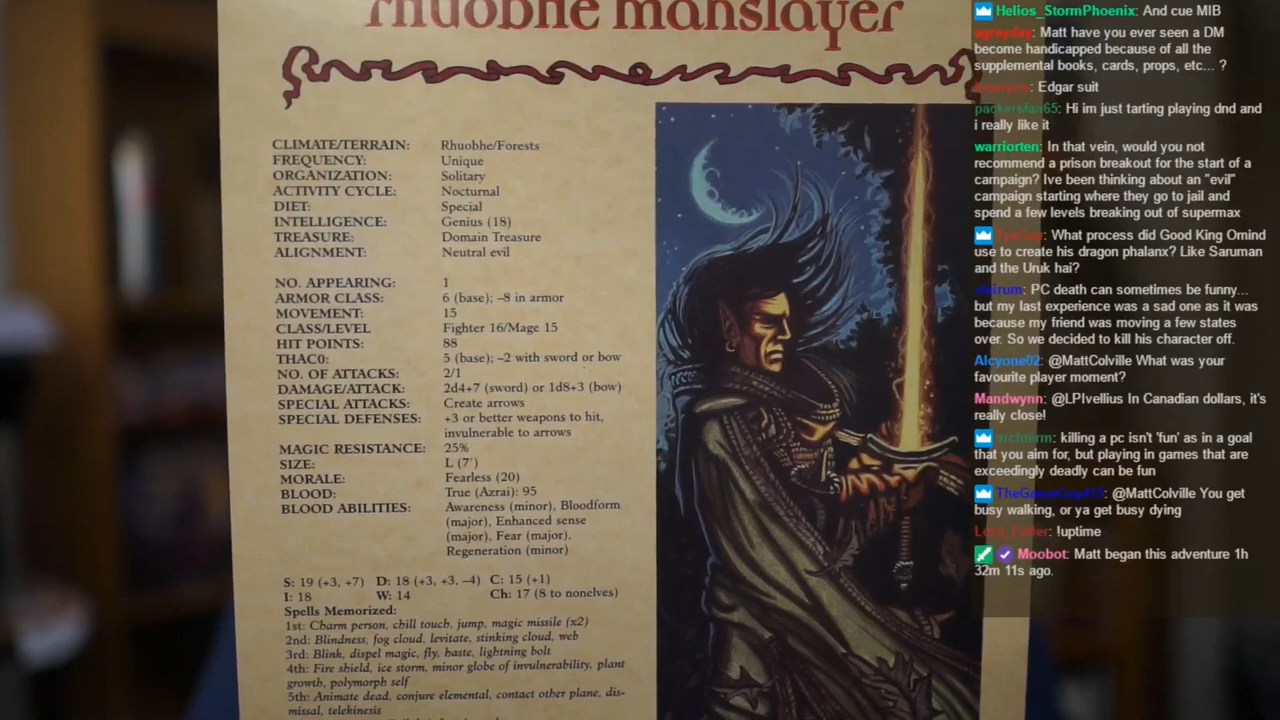 rhuobhe manslayer
CLIMATE/TERRAIN: Rhuobhe/Forests
FREQUENCY: Unique
ORGANIZATION: Solitary
ACTIVITY CYCLE: Nocturnal
DIET: Special
INTELLIGENCE: Genius (18)
TREASURE: Domain Treasure
ALIGNMENT: Neutral evil
NO. APPEARING: 1
ARMOR CLASS: 6 (base); –8 in armor
MOVEMENT: 15
CLASS/LEVEL Fighter 16/Mage 15
HIT POINTS: 88
THAC0: 5 (base); –2 with sword or bow
NO. OF ATTACKS: 2/1
DAMAGE/ATTACK: 2d4+7 (sword) or 1d8+3 (bow)
SPECIAL ATTACKS: Create arrows
SPECIAL DEFENSES: +3 or better weapons to hit,
invulnerable to arrows
MAGIC RESISTANCE: 25%
SIZE: L (7')
MORALE: Fearless (20)
BLOOD: True (Azrai): 95
BLOOD ABILITIES: Awareness (minor), Bloodform
(major), Enhanced sense
(major), Fear (major),
Regeneration (minor)
S: 19 (+3, +7) D: 18 (+3, +3, –4) C: 15 (+1)
I: 18 W: 14 Ch: 17 (8 to nonelves)
Spells Memorized:
1st: Charm person, chill touch, jump, magic missile (x2)
2nd: Blindness, fog cloud, levitate, stinking cloud, web
3rd: Blink, dispel magic, fly, haste, lightning bolt
4th: Fire shield, ice storm, minor globe of invulnerability, plant
growth, polymorph self
5th: Animate dead, conjure elemental, contact other plane, dis-
missal, telekinesis
Helios_StormPhoenix: And cue MIB
agreyday: Matt have you ever seen a DM
become handicapped because of all the
supplemental books, cards, props, etc... ?
Edgar suit
packersfan65: Hi im just tarting playing dnd and
i really like it
warriorten: In that vein, would you not
recommend a prison breakout for the start of a
campaign? Ive been thinking about an "evil"
campaign starting where they go to jail and
spend a few levels breaking out of supermax
What process did Good King Omind
use to create his dragon phalanx? Like Saruman
and the Uruk hai?
PC death can sometimes be funny...
but my last experience was a sad one as it was
because my friend was moving a few states
over. So we decided to kill his character off.
Alcyone02: @MattColville What was your
favourite player moment?
Mandwynn: @LPIvellius In Canadian dollars, it's
really close!
archterm: killing a pc isn't 'fun' as in a goal
that you aim for, but playing in games that are
exceedingly deadly can be fun
@MattColville You get
busy walking, or ya get busy dying
!uptime
Moobot: Matt began this adventure 1h
32m 11s ago.